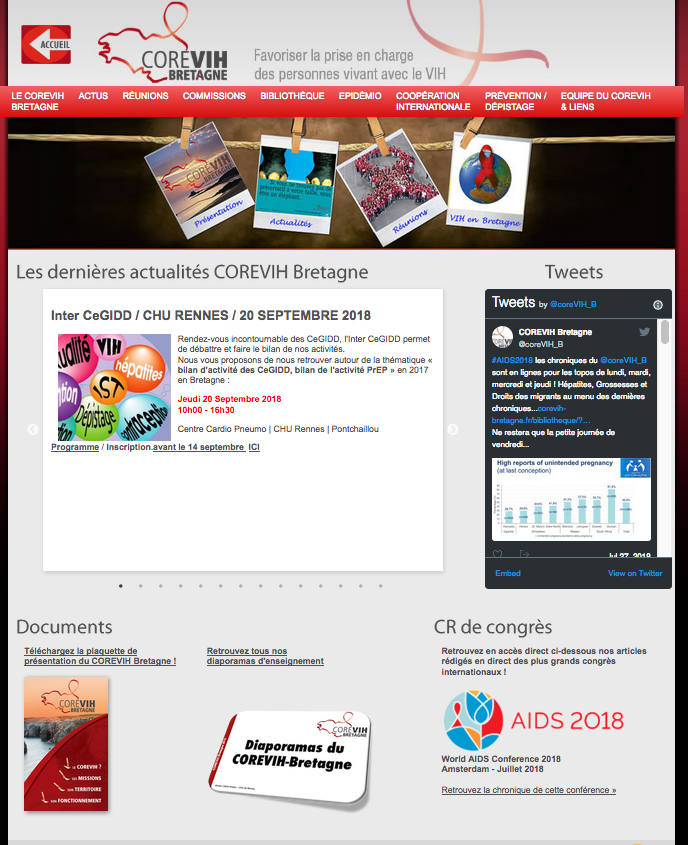 ACCUEIL
COREVIH
BRETAGNE
Favoriser la prise en charge
des personnes vivant avec le VIH
LE COREVIH BRETAGNE
ACTUS
RÉUNIONS
COMMISSIONS
BIBLIOTHÈQUE
EPIDÉMIO
COOPÉRATION INTERNATIONALE
PRÉVENTION / DÉPISTAGE
EQUIPE DU COREVIH & LIENS
COREVIH
BRETAGNE
Présentation
Actualités
Réunions
VIH en Bretagne
Les dernières actualités COREVIH Bretagne
Inter CeGIDD / CHU RENNES / 20 SEPTEMBRE 2018
VIH
hépatites
IST
Dépistage
contraception
Rendez-vous incontournable des CeGIDD, l'Inter CeGIDD permet
de débattre et faire le bilan de nos activités.
Nous vous proposons de nous retrouver autour de la thématique «
bilan d'activité des CeGIDD, bilan de l'activité PrEP » en 2017
en Bretagne :
Jeudi 20 Septembre 2018
10h00 - 16h30
Centre Cardio Pneumo | CHU Rennes | Pontchaillou
Programme / Inscription avant le 14 septembre ICI
Tweets
Tweets by @coreVIH_B
COREVIH Bretagne
@coreVIH_B
#AIDS2018 les chroniques du @coreVIH_B
sont en lignes pour les topos de lundi, mardi,
mercredi et jeudi ! Hépatites, Grossesses et
Droits des migrants au menu des dernières
chroniques...corevih-
bretagne.fr/bibliotheque/?...
Ne restera que la petite journée de
vendredi...
High reports of unintended pregnancy
(at last conception)
Jul 27, 2018
Embed
View on Twitter
Documents
Téléchargez la plaquette de
présentation du COREVIH Bretagne !
COREVIH
BRETAGNE
LE COREVIH ?
SES MISSIONS
SON TERRITOIRE
SON FONCTIONNEMENT
Retrouvez tous nos
diaporamas d'enseignement
COREVIH
BRETAGNE
Diaporamas du
COREVIH-Bretagne
CR de congrès
Retrouvez en accès direct ci-dessous nos articles
rédigés en direct des plus grands congrès
internationaux !
AIDS 2018
World AIDS Conference 2018
Amsterdam - Juillet 2018
Retrouvez la chronique de cette conférence »